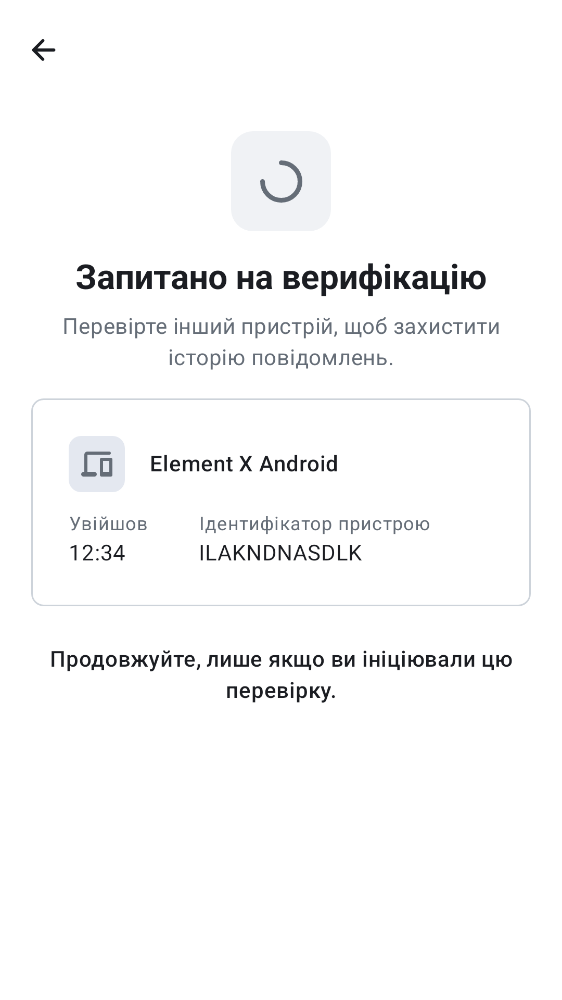 Запитано на верифікацію
Перевірте інший пристрій, щоб захистити
історію повідомлень.
Element X Android
Увійшов Ідентифікатор пристрою
12:34 ILAKNDNASDLK
Продовжуйте, лише якщо ви ініціювали цю
перевірку.